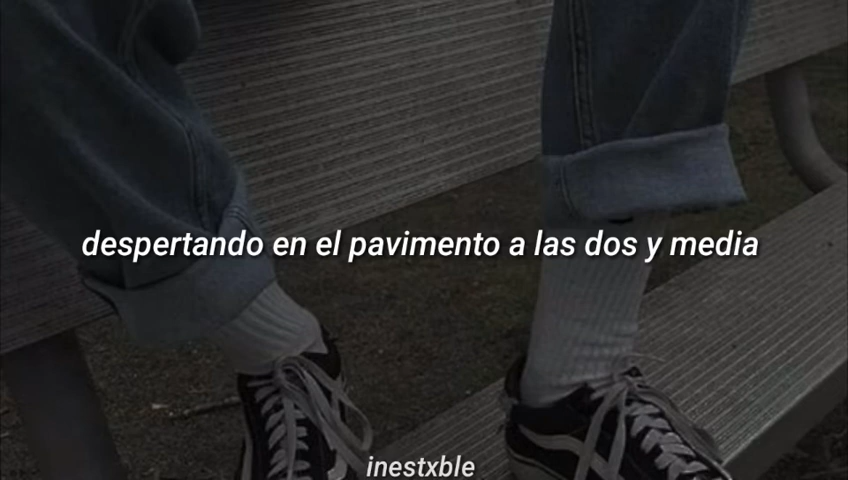 despertando en el pavimento a las dos y media
inestxble